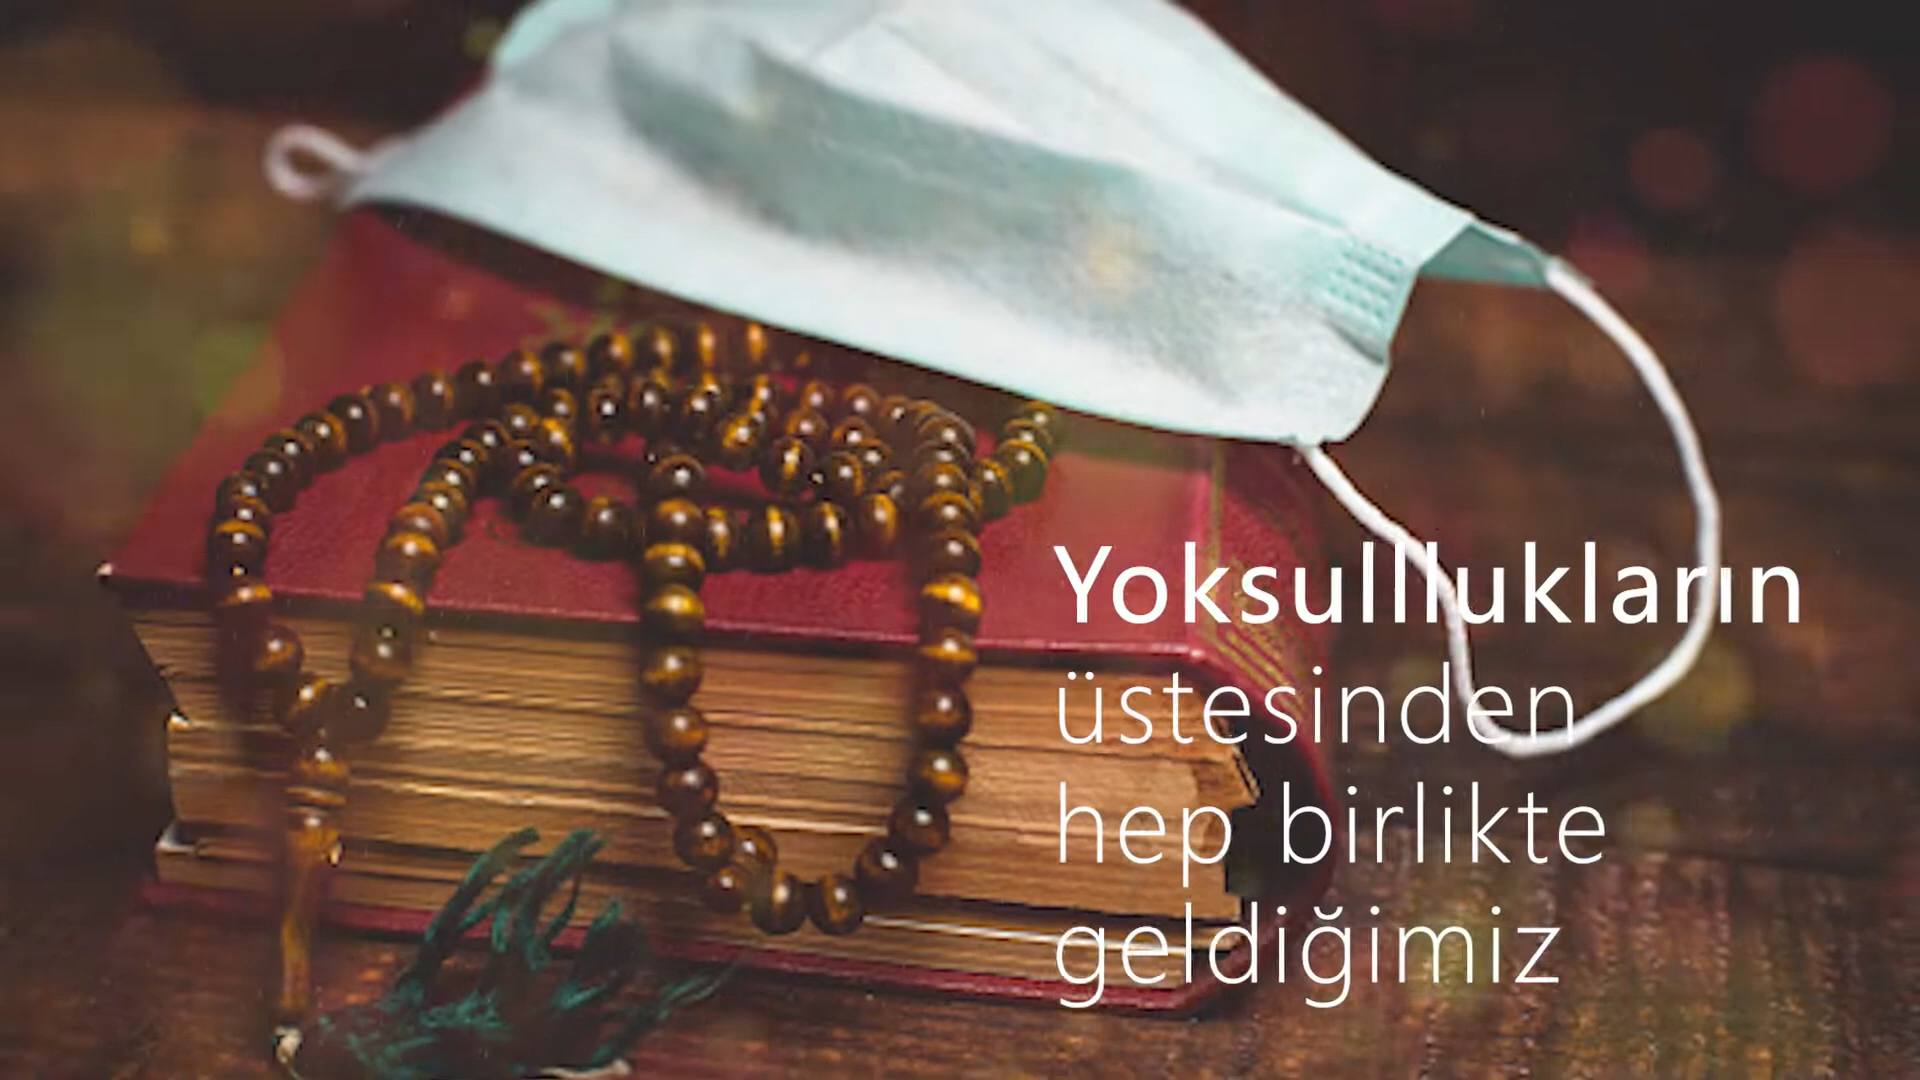 Yoksulllukların
üstesinden
hep birlikte
geldiğimiz